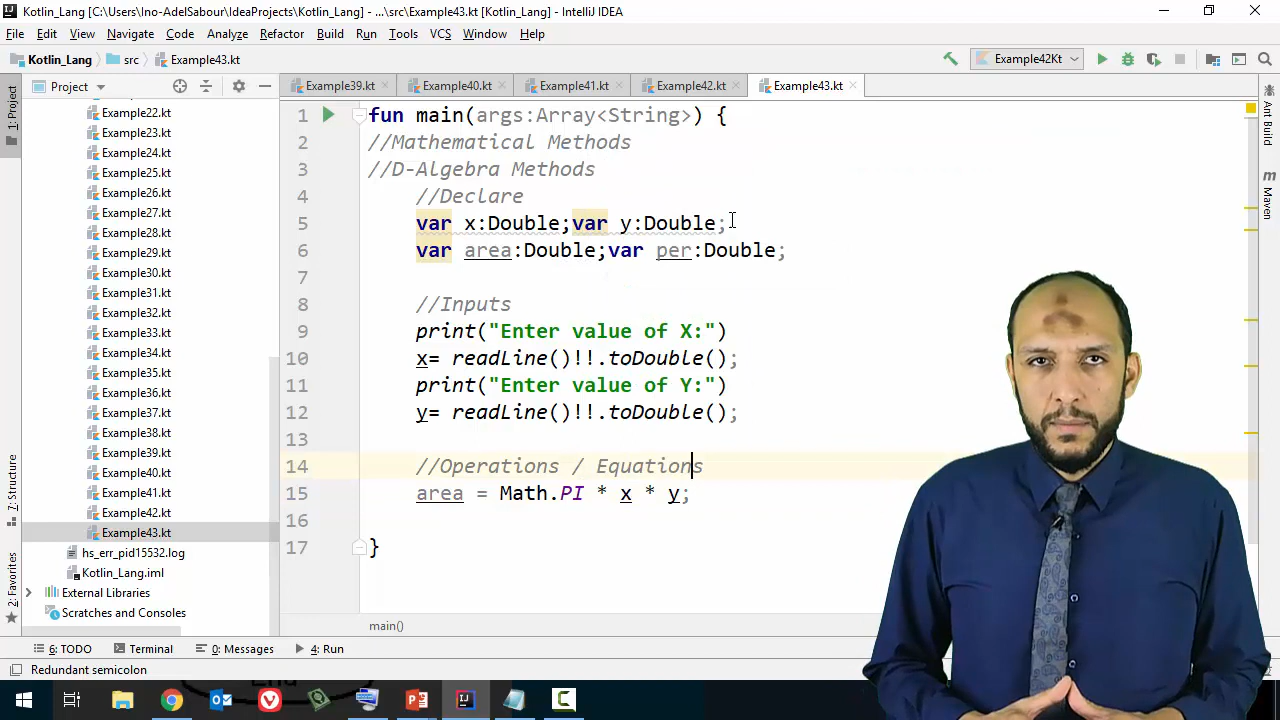 Kotlin_Lang [C:\Users\Ino-AdelSabour\IdeaProjects\Kotlin_Lang] - ...\src\Example43.kt [Kotlin_Lang] - IntelliJ IDEA
File Edit View Navigate Code Analyze Refactor Build Run Tools VCS Window Help
Kotlin_Lang src Example43.kt Example42Kt
Project
Example39.kt Example40.kt Example41.kt Example42.kt Example43.kt
1: Project
7: Structure
2: Favorites
Ant Build
m Maven
Example22.kt
Example23.kt
Example24.kt
Example25.kt
Example26.kt
Example27.kt
Example28.kt
Example29.kt
Example30.kt
Example31.kt
Example32.kt
Example33.kt
Example34.kt
Example35.kt
Example36.kt
Example37.kt
Example38.kt
Example39.kt
Example40.kt
Example41.kt
Example42.kt
Example43.kt
hs_err_pid15532.log
Kotlin_Lang.iml
External Libraries
Scratches and Consoles
1 fun main(args:Array<String>) {
2 //Mathematical Methods
3 //D-Algebra Methods
4 //Declare
5 var x:Double;var y:Double;
6 var area:Double;var per:Double;
7
8 //Inputs
9 print("Enter value of X:")
10 x= readLine()!!.toDouble();
11 print("Enter value of Y:")
12 y= readLine()!!.toDouble();
13
14 //Operations / Equations
15 area = Math.PI * x * y;
16
17 }
main()
6: TODO Terminal 0: Messages 4: Run
Redundant semicolon